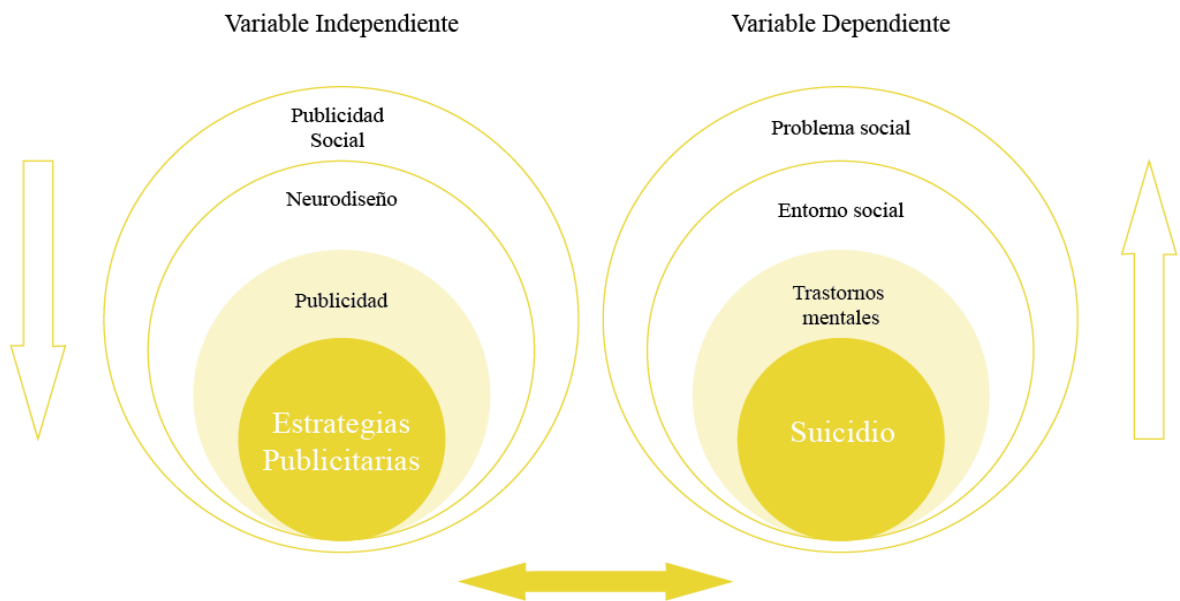 Variable Independiente
Variable Dependiente
Publicidad
Social
Neurodiseño
Publicidad
Estrategias
Publicitarias
Problema social
Entorno social
Trastornos
mentales
Suicidio